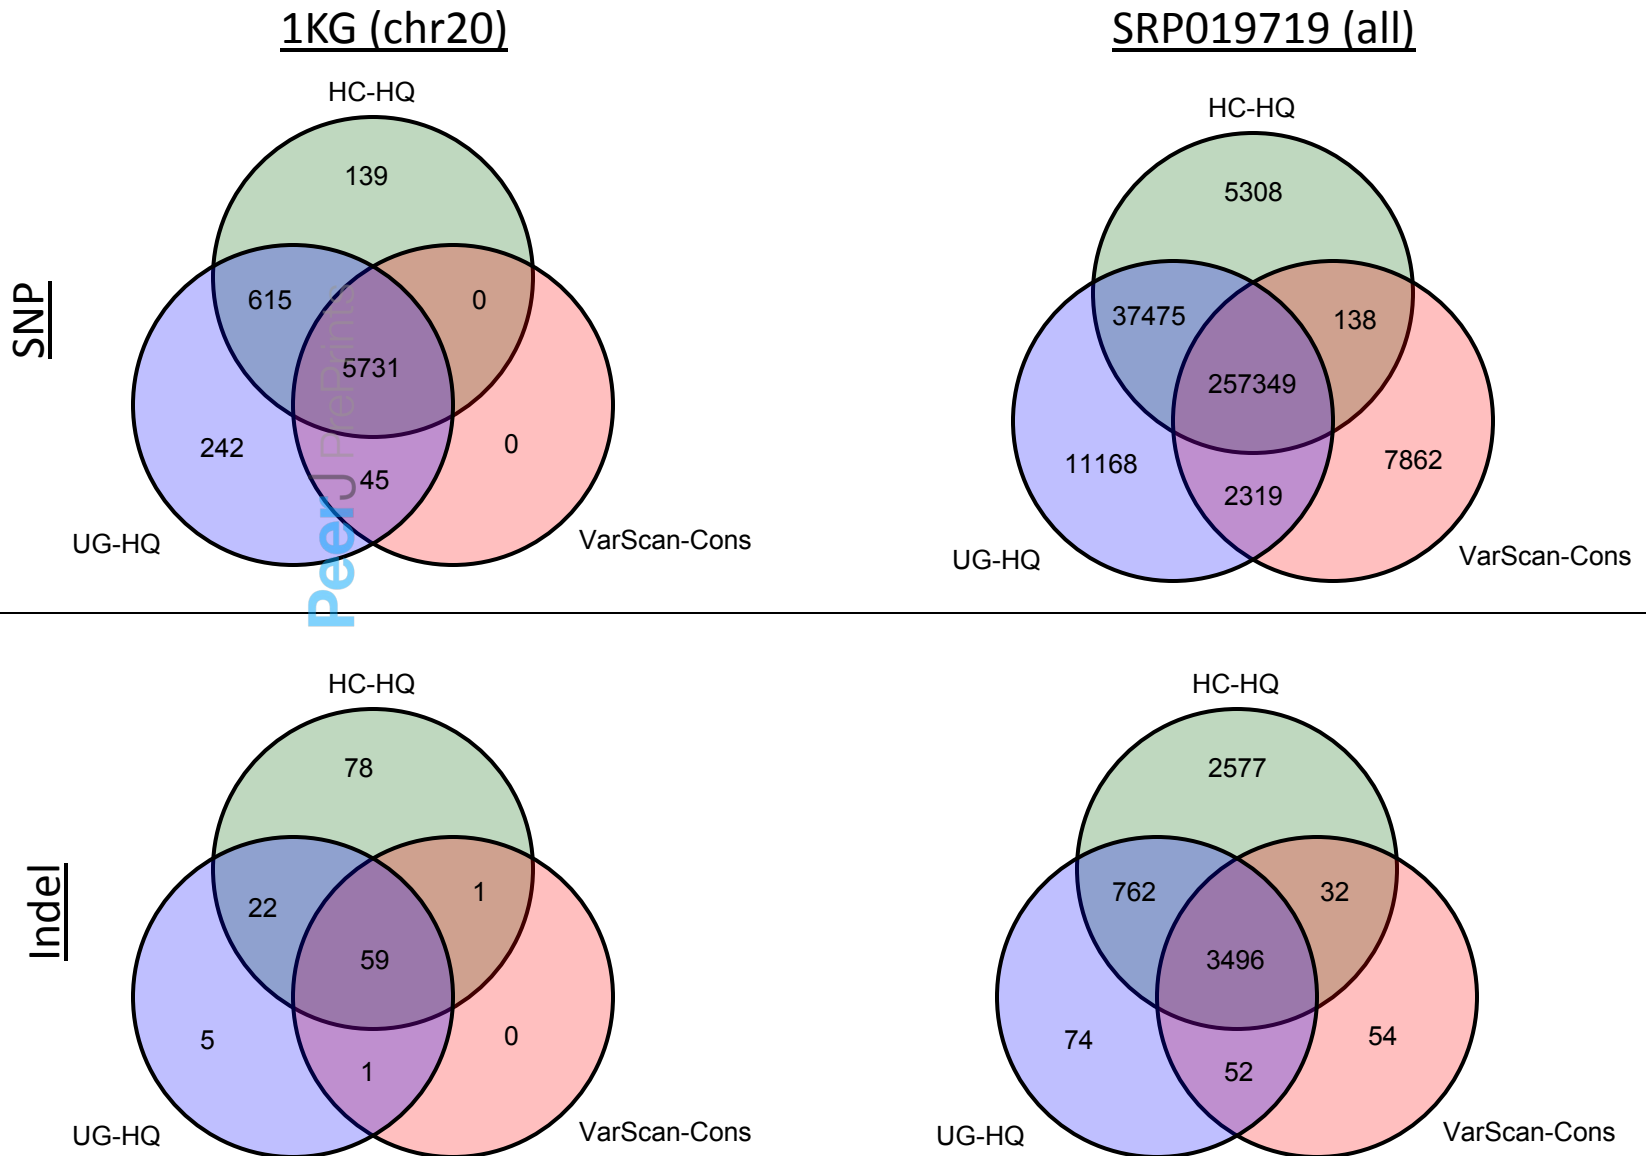 1KG (chr20)
SRP019719 (all)
SNP
HC-HQ
139
615
0
5731
242
0
45
UG-HQ
VarScan-Cons
HC-HQ
5308
37475
138
257349
11168
7862
2319
UG-HQ
VarScan-Cons
PeerJ PrePrints
Indel
HC-HQ
78
22
1
59
5
0
1
UG-HQ
VarScan-Cons
HC-HQ
2577
762
32
3496
74
54
52
UG-HQ
VarScan-Cons